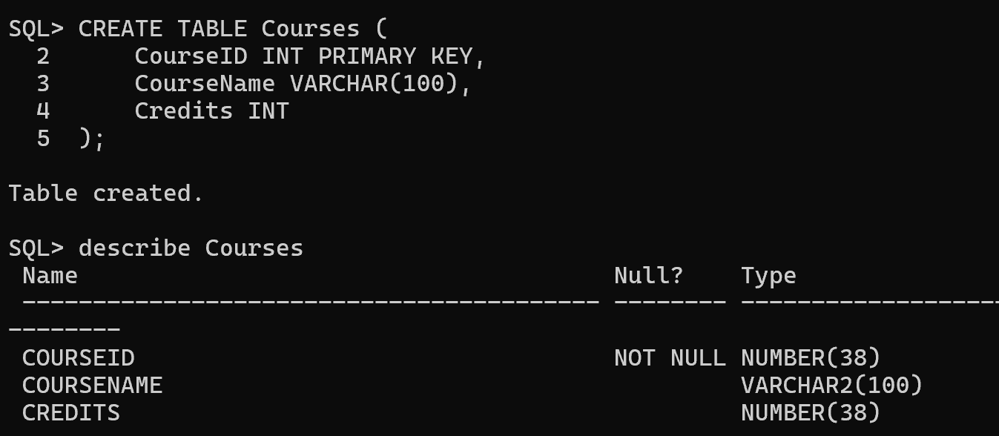 SQL> CREATE TABLE Courses (
  2      CourseID INT PRIMARY KEY,
  3      CourseName VARCHAR(100),
  4      Credits INT
  5  );
Table created.
SQL> describe Courses
 Name                                      Null?    Type
 ----------------------------------------- -------- -------------------
--------
 COURSEID                                  NOT NULL NUMBER(38)
 COURSENAME                                         VARCHAR2(100)
 CREDITS                                            NUMBER(38)